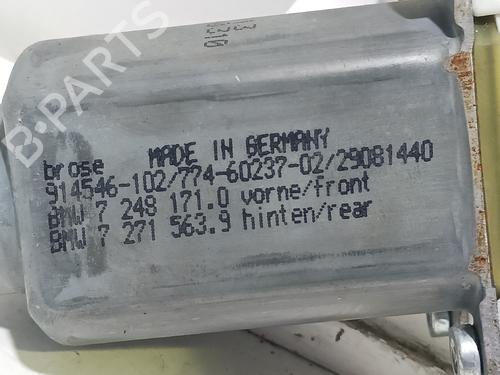 B-PARTS
MADE IN GERMANY
brose
914546-102/774-60237-02/29081440
BMW 7 248 171.0 vorne/front
BMW 7 271 563.9 hinten/rear